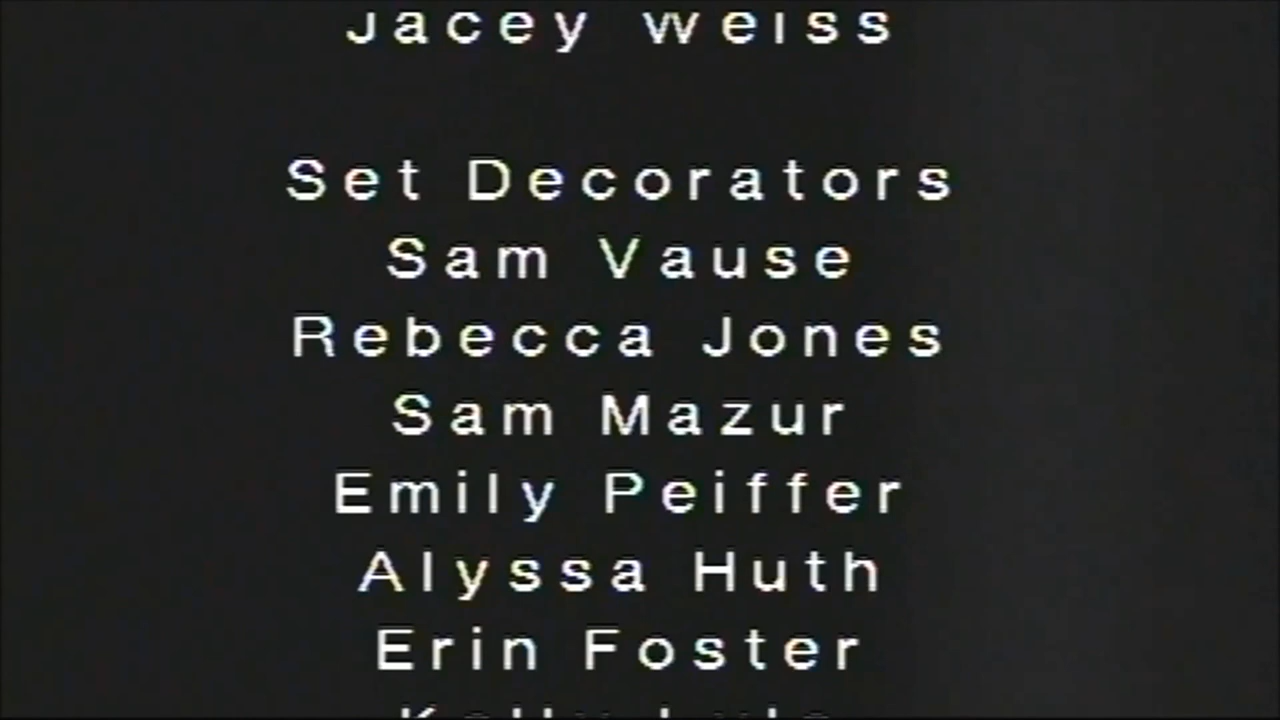 Jacey Weiss
Set Decorators
Sam Vause
Rebecca Jones
Sam Mazur
Emily Peiffer
Alyssa Huth
Erin Foster